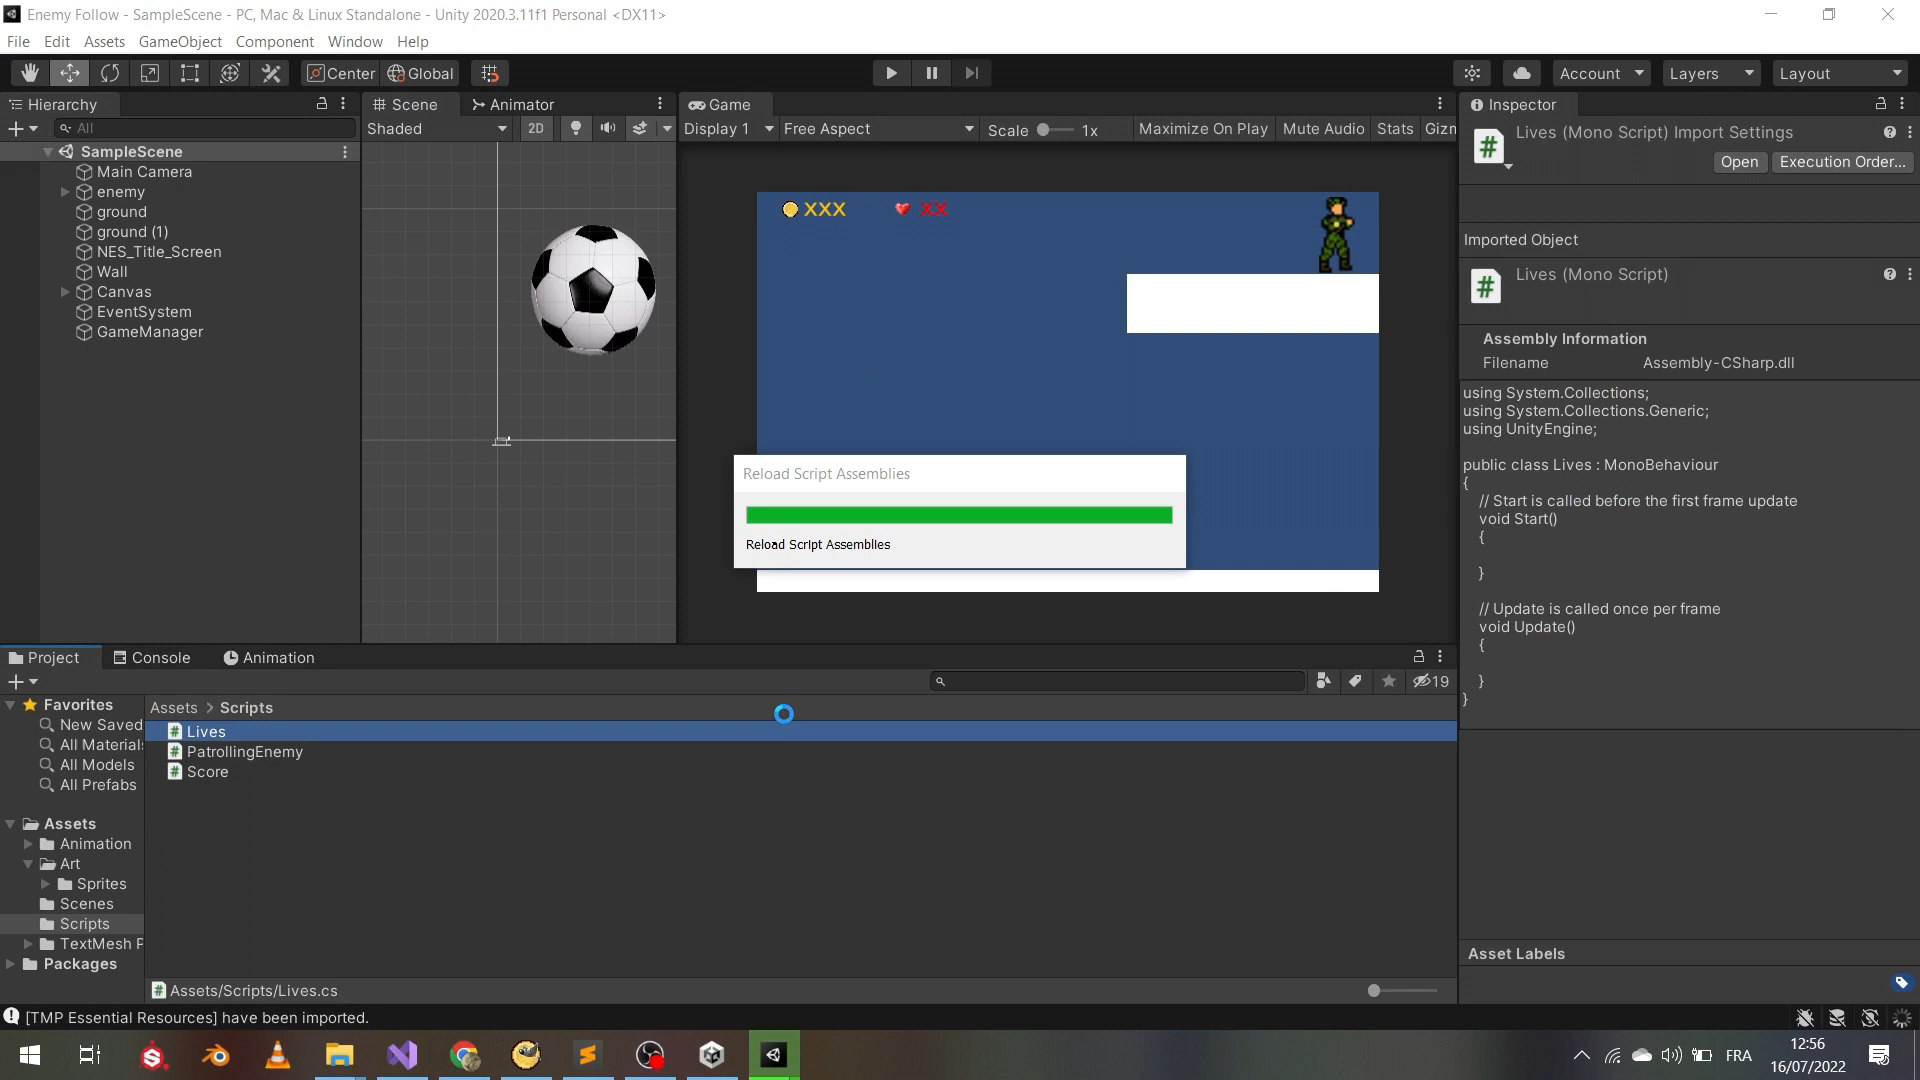 Enemy Follow - SampleScene - PC, Mac & Linux Standalone - Unity 2020.3.11f1 Personal <DX11>
File Edit Assets GameObject Component Window Help
Center Global Account Layers Layout
Hierarchy Scene Animator Game Inspector
All Shaded 2D Display 1 Free Aspect Scale 1x Maximize On Play Mute Audio Stats Gizn
Lives (Mono Script) Import Settings
Open Execution Order...
SampleScene
Main Camera
enemy
ground
ground (1)
NES_Title_Screen
Wall
Canvas
EventSystem
GameManager
XXX XX
Imported Object
Lives (Mono Script)
Assembly Information
Filename Assembly-CSharp.dll
using System.Collections;
using System.Collections.Generic;
using UnityEngine;
public class Lives : MonoBehaviour
{
// Start is called before the first frame update
void Start()
{
}
// Update is called once per frame
void Update()
{
}
}
Reload Script Assemblies
Reload Script Assemblies
Project Console Animation
19
Favorites
New Saved
All Material
All Models
All Prefabs
Assets
Animation
Art
Sprites
Scenes
Scripts
TextMesh P
Packages
Assets > Scripts
Lives
PatrollingEnemy
Score
Assets/Scripts/Lives.cs
Asset Labels
[TMP Essential Resources] have been imported.
FRA
12:56
16/07/2022